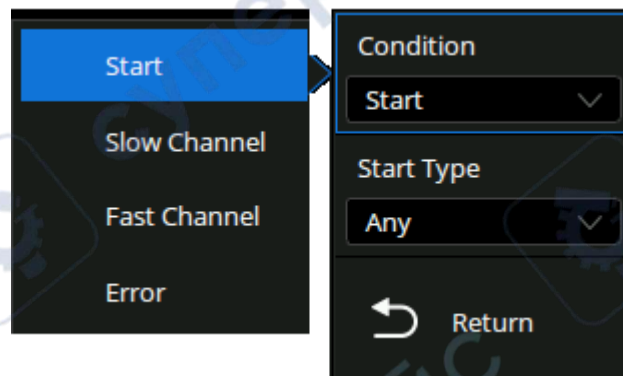 Start
Slow Channel
Fast Channel
Error
Condition
Start
Start Type
Any
Return